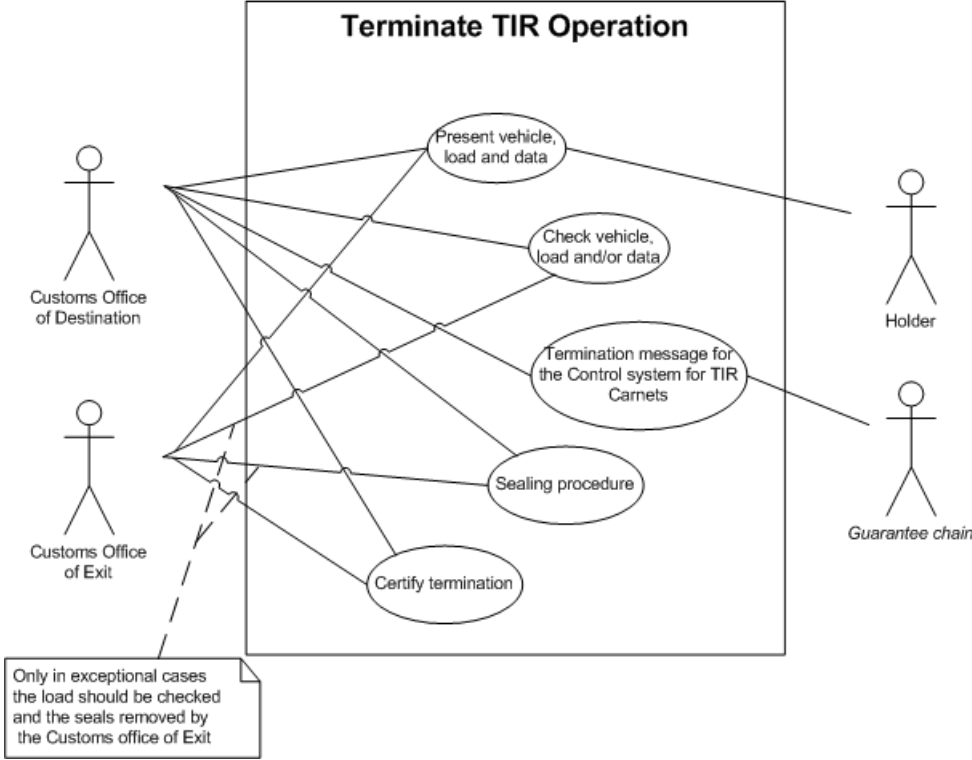 Terminate TIR Operation
Present vehicle,
load and data
Check vehicle,
load and/or data
Customs Office
of Destination
Holder
Termination message for
the Control system for TIR
Carnets
Sealing procedure
Guarantee chain
Customs Office
of Exit
Certify termination
Only in exceptional cases
the load should be checked
and the seals removed by
the Customs office of Exit